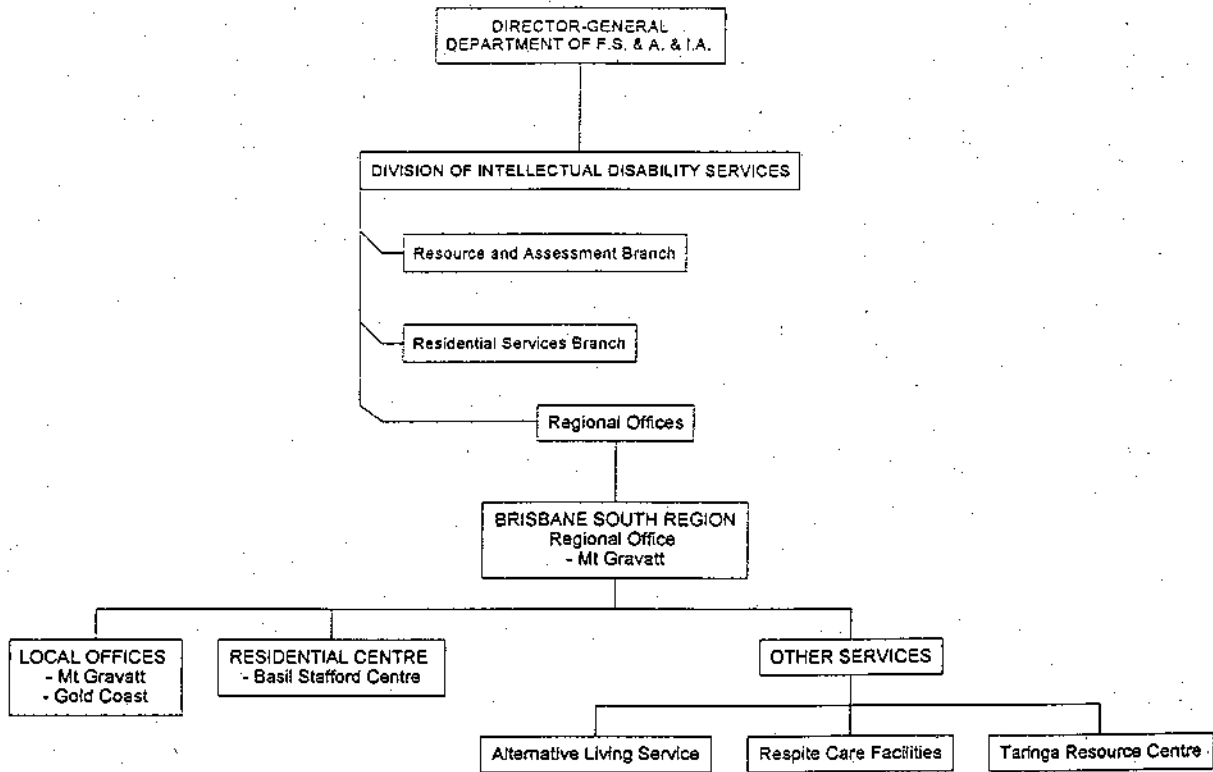 DIRECTOR-GENERAL
DEPARTMENT OF F.S. & A. & I.A.
DIVISION OF INTELLECTUAL DISABILITY SERVICES
Resource and Assessment Branch
Residential Services Branch
Regional Offices
BRISBANE SOUTH REGION
Regional Office
- Mt Gravatt
LOCAL OFFICES
- Mt Gravatt
- Gold Coast
RESIDENTIAL CENTRE
- Basil Stafford Centre
OTHER SERVICES
Alternative Living Service
Respite Care Facilities
Taringa Resource Centre